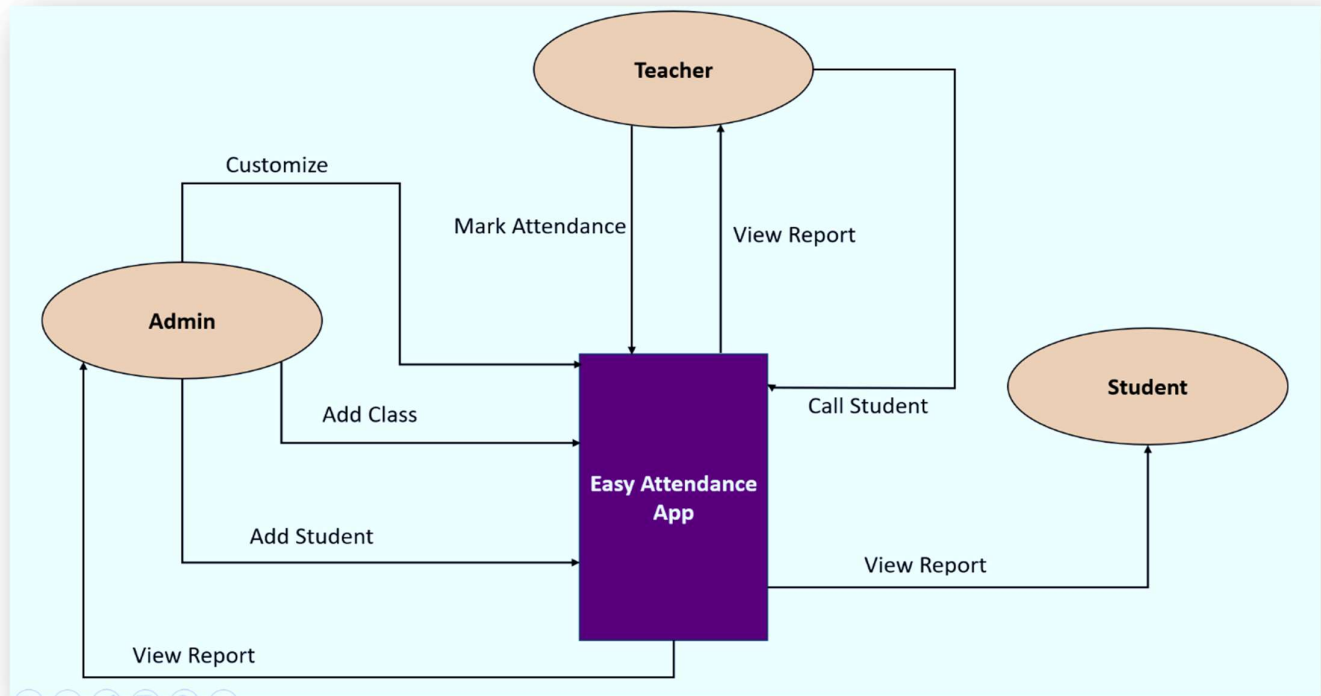 Teacher
Customize
Mark Attendance
View Report
Admin
Student
Call Student
Add Class
Easy Attendance
App
Add Student
View Report
View Report